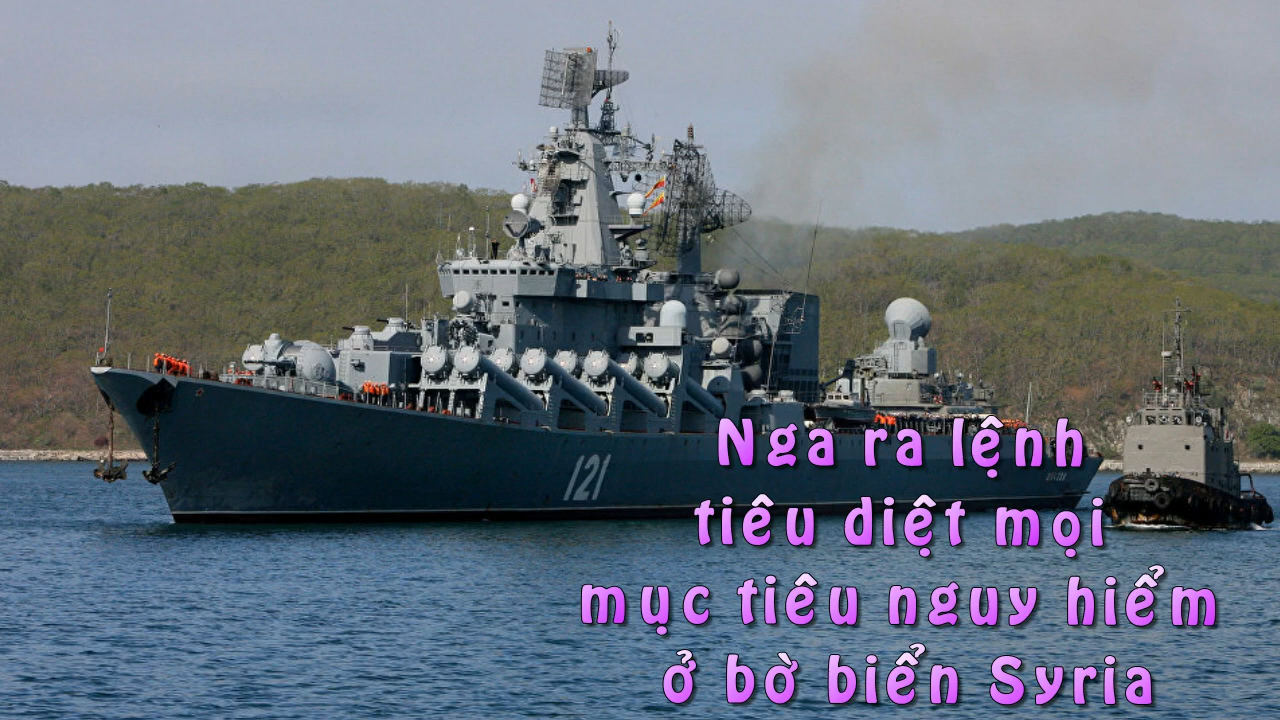 121
Nga ra lệnh
tiêu diệt mọi
mục tiêu nguy hiểm
ở bờ biển Syria